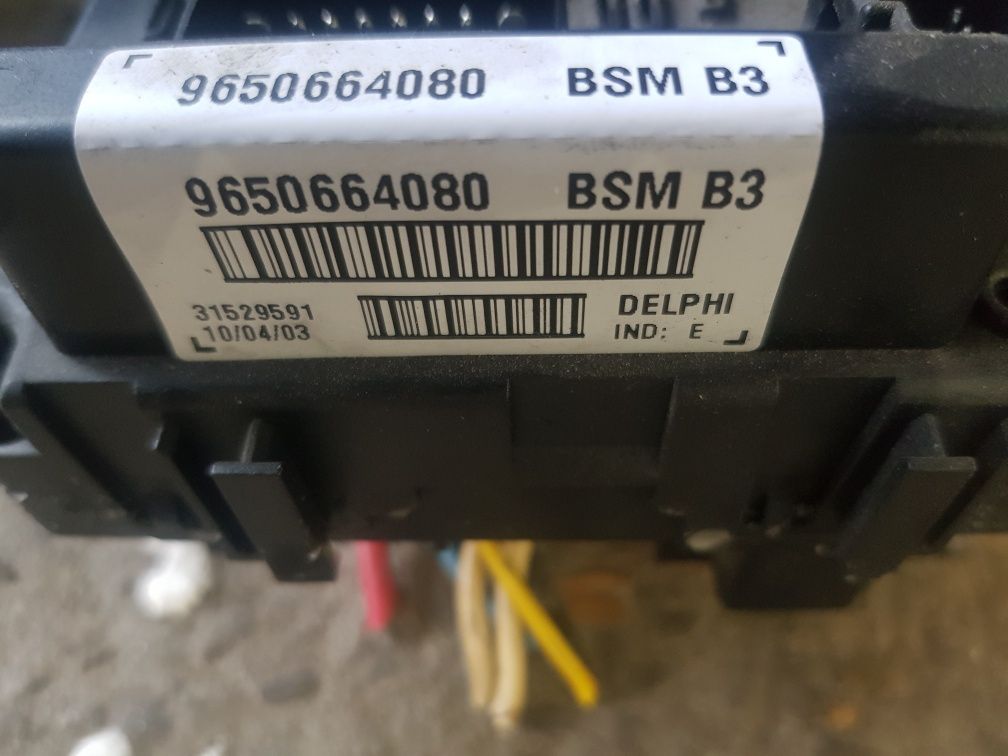 9650664080 BSM B3
9650664080 BSM B3
31529591 DELPHI
10/04/03 IND: E